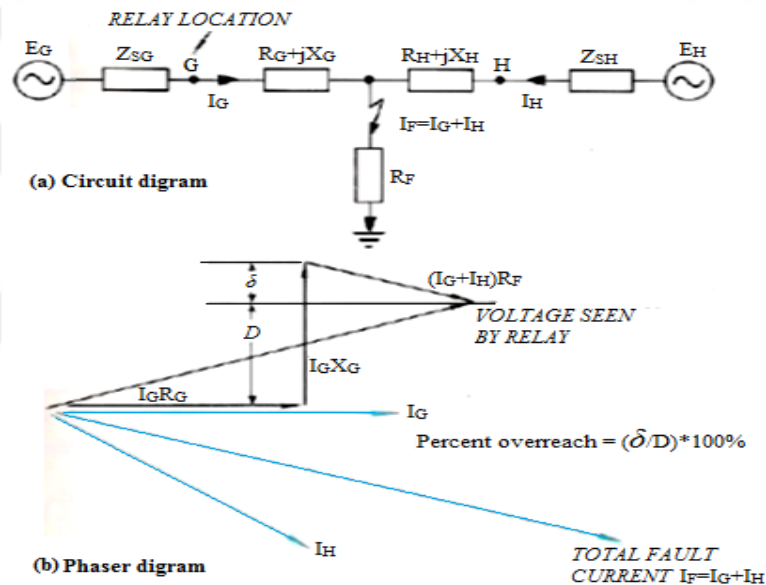 RELAY LOCATION
EG
ZSG
G
RG+jXG
RH+jXH
H
ZSH
EH
IG
IH
IF=IG+IH
RF
(a) Circuit digram
δ
(IG+IH)RF
D
VOLTAGE SEEN
BY RELAY
IGXG
IGRG
IG
Percent overreach = (δ/D)*100%
IH
(b) Phaser digram
TOTAL FAULT
CURRENT IF=IG+IH